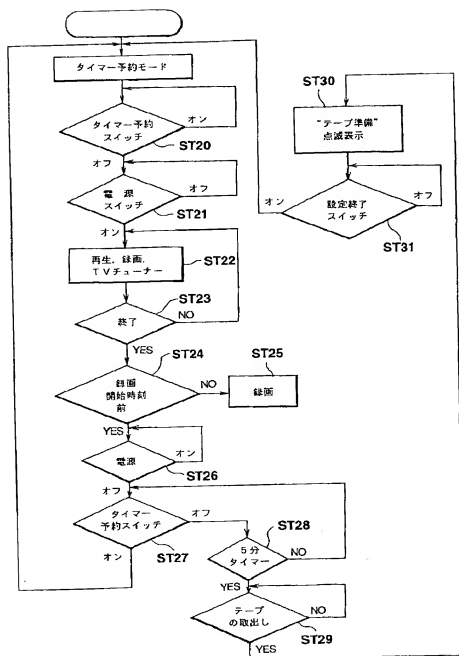 タイマー予約モード
タイマー予約
スイッチ
オン
ST20
オフ
電源
スイッチ
オフ
ST21
オン
再生、録画、
TVチューナー
ST22
ST23
終了
NO
YES
ST24
録画
開始時刻
前
NO
ST25
録画
YES
電源
オン
ST26
オフ
タイマー
予約スイッチ
オフ
ST27
オン
ST28
5分
タイマー
NO
YES
テープ
の取出し
NO
ST29
YES
ST30
"テープ準備"
点滅表示
オン
設定終了
スイッチ
オフ
ST31